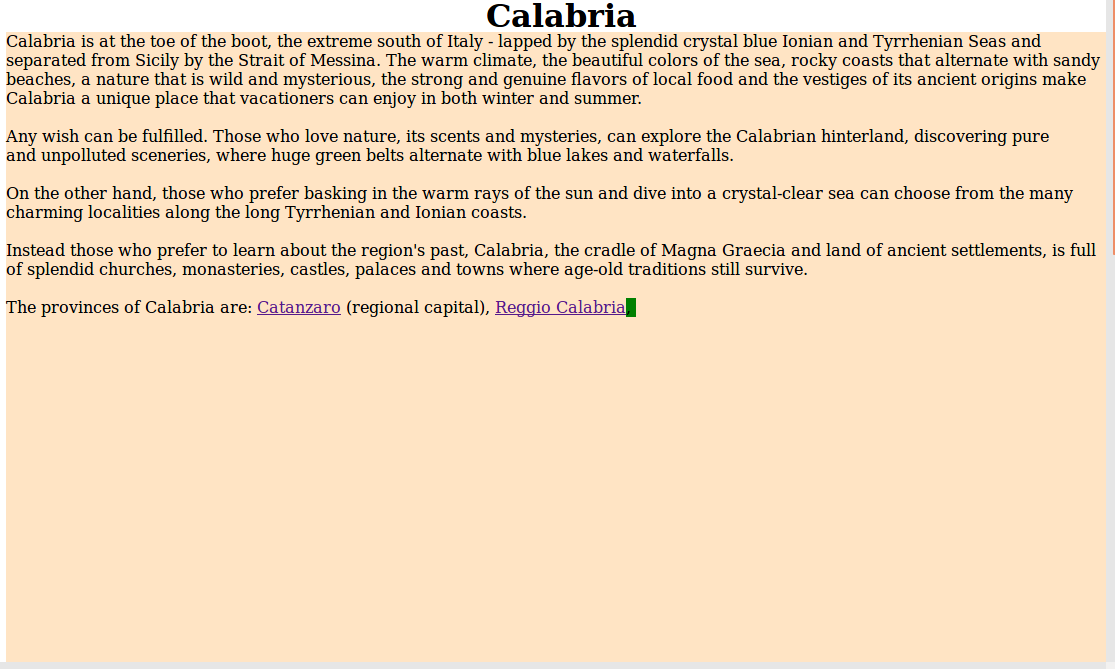 Calabria
Calabria is at the toe of the boot, the extreme south of Italy - lapped by the splendid crystal blue Ionian and Tyrrhenian Seas and
separated from Sicily by the Strait of Messina. The warm climate, the beautiful colors of the sea, rocky coasts that alternate with sandy
beaches, a nature that is wild and mysterious, the strong and genuine flavors of local food and the vestiges of its ancient origins make
Calabria a unique place that vacationers can enjoy in both winter and summer.
Any wish can be fulfilled. Those who love nature, its scents and mysteries, can explore the Calabrian hinterland, discovering pure
and unpolluted sceneries, where huge green belts alternate with blue lakes and waterfalls.
On the other hand, those who prefer basking in the warm rays of the sun and dive into a crystal-clear sea can choose from the many
charming localities along the long Tyrrhenian and Ionian coasts.
Instead those who prefer to learn about the region's past, Calabria, the cradle of Magna Graecia and land of ancient settlements, is full
of splendid churches, monasteries, castles, palaces and towns where age-old traditions still survive.
The provinces of Calabria are: Catanzaro (regional capital), Reggio Calabria,